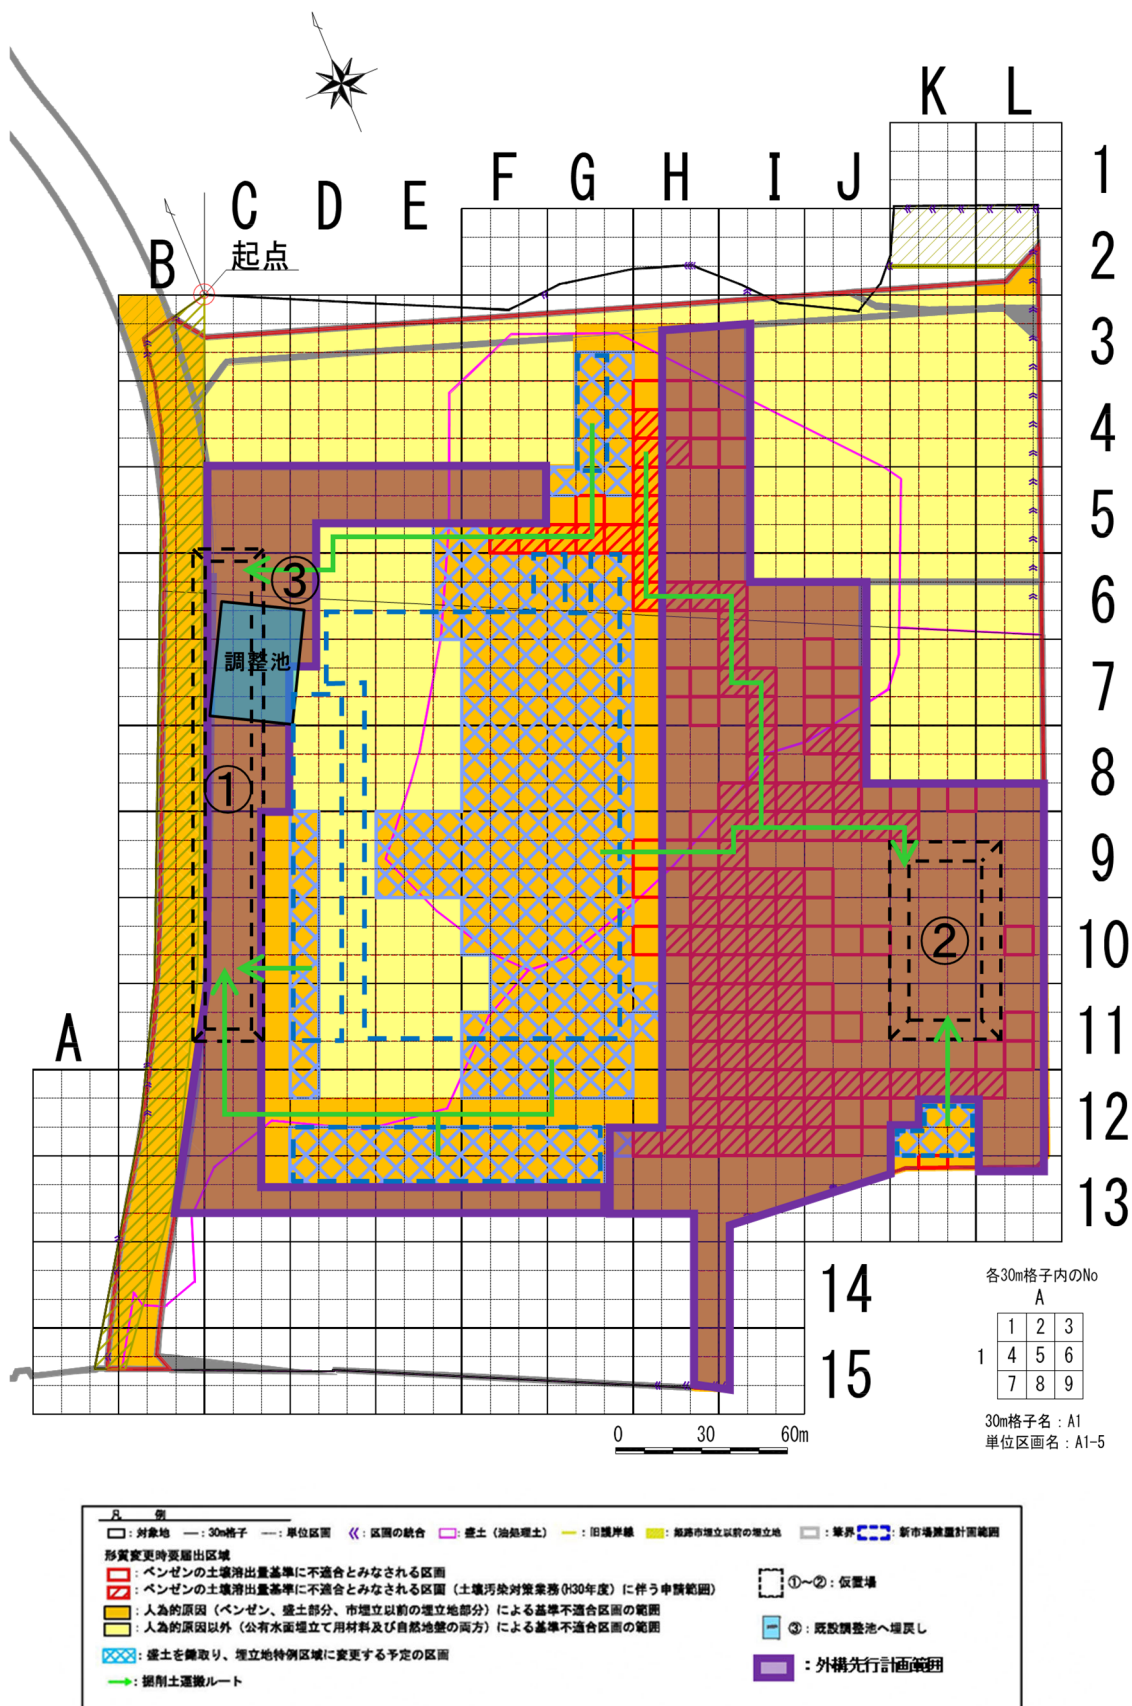 K L
1
F G H I J
C D E
B
起点
2
3
4
5
③
6
調整池
7
①
8
9
②
10
A
11
12
13
14
15
各30m格子内のNo
A
1 2 3
1 4 5 6
7 8 9
30m格子名：A1
単位区画名：A1-5
0 30 60m
凡 例
：対象地 ：30m格子 ：単位区画 ：区画の統合 ：盛土（油処理土） ：旧護岸線 ：姫路市埋立以前の埋立地 ：筆界 ：新市場建屋計画範囲
形質変更時要届出区域
：ベンゼンの土壌溶出量基準に不適合とみなされる区画
：ベンゼンの土壌溶出量基準に不適合とみなされる区画（土壌汚染対策業務(H30年度）に伴う申請範囲）
①～②：仮置場
：人為的原因（ベンゼン、盛土部分、市埋立以前の埋立地部分）による基準不適合区画の範囲
：人為的原因以外（公有水面埋立て用材料及び自然地盤の両方）による基準不適合区画の範囲
③：既設調整池へ埋戻し
：盛土を鋤取り、埋立地特例区域に変更する予定の区画
：外構先行計画範囲
：掘削土運搬ルート